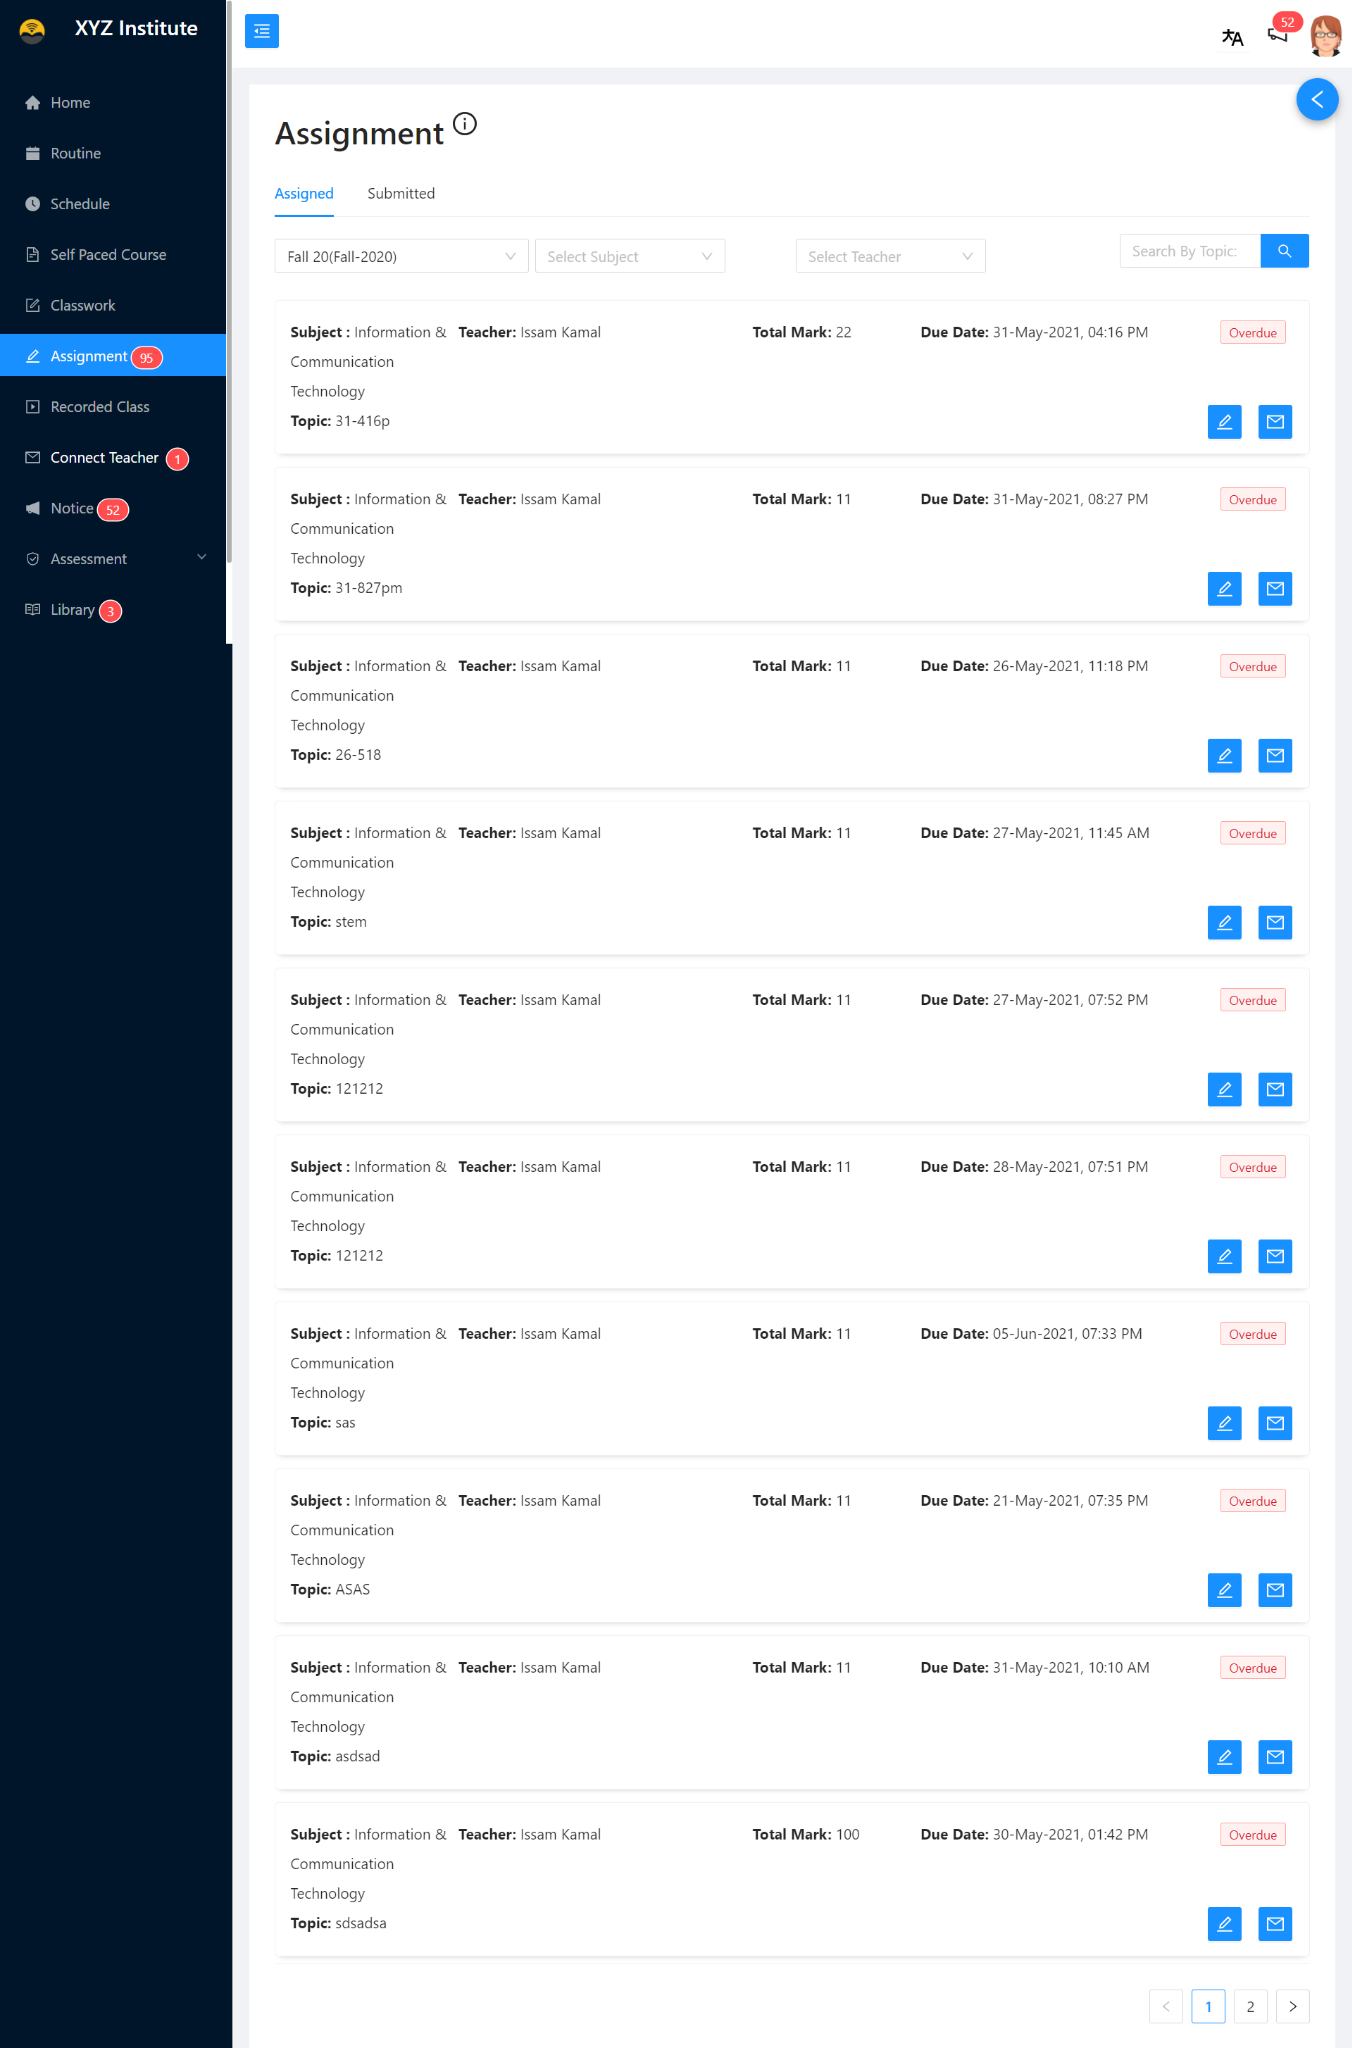 XYZ Institute
52
Home
Routine
Schedule
Self Paced Course
Classwork
Assignment 95
Recorded Class
Connect Teacher 1
Notice 52
Assessment
Library 3
Assignment
Assigned Submitted
Fall 20(Fall-2020) Select Subject Select Teacher Search By Topic:
Subject : Information & Teacher: Issam Kamal Total Mark: 22 Due Date: 31-May-2021, 04:16 PM Overdue
Communication
Technology
Topic: 31-416p
Subject : Information & Teacher: Issam Kamal Total Mark: 11 Due Date: 31-May-2021, 08:27 PM Overdue
Communication
Technology
Topic: 31-827pm
Subject : Information & Teacher: Issam Kamal Total Mark: 11 Due Date: 26-May-2021, 11:18 PM Overdue
Communication
Technology
Topic: 26-518
Subject : Information & Teacher: Issam Kamal Total Mark: 11 Due Date: 27-May-2021, 11:45 AM Overdue
Communication
Technology
Topic: stem
Subject : Information & Teacher: Issam Kamal Total Mark: 11 Due Date: 27-May-2021, 07:52 PM Overdue
Communication
Technology
Topic: 121212
Subject : Information & Teacher: Issam Kamal Total Mark: 11 Due Date: 28-May-2021, 07:51 PM Overdue
Communication
Technology
Topic: 121212
Subject : Information & Teacher: Issam Kamal Total Mark: 11 Due Date: 05-Jun-2021, 07:33 PM Overdue
Communication
Technology
Topic: sas
Subject : Information & Teacher: Issam Kamal Total Mark: 11 Due Date: 21-May-2021, 07:35 PM Overdue
Communication
Technology
Topic: ASAS
Subject : Information & Teacher: Issam Kamal Total Mark: 11 Due Date: 31-May-2021, 10:10 AM Overdue
Communication
Technology
Topic: asdsad
Subject : Information & Teacher: Issam Kamal Total Mark: 100 Due Date: 30-May-2021, 01:42 PM Overdue
Communication
Technology
Topic: sdsadsa
1 2